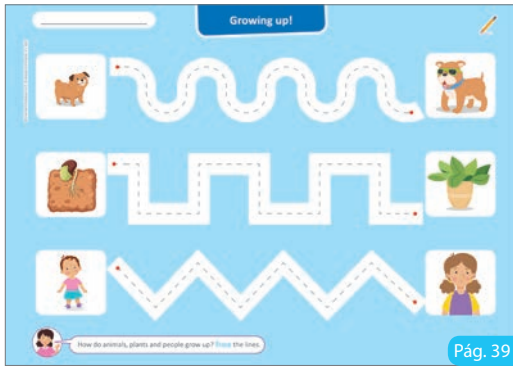 Growing up!
How do animals, plants and people grow up? Trace the lines.
Pág. 39